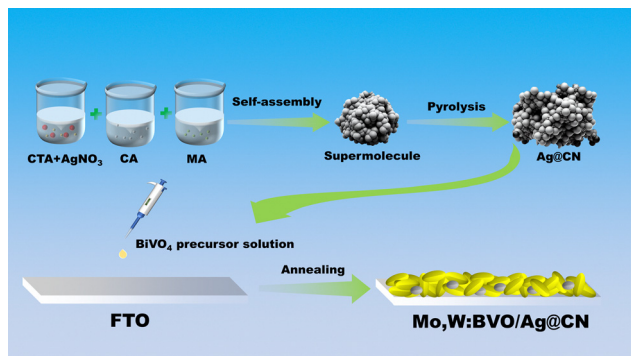 Self-assembly
Pyrolysis
CTA+AgNO₃
CA
MA
Supermolecule
Ag@CN
BiVO₄ precursor solution
Annealing
FTO
Mo,W:BVO/Ag@CN